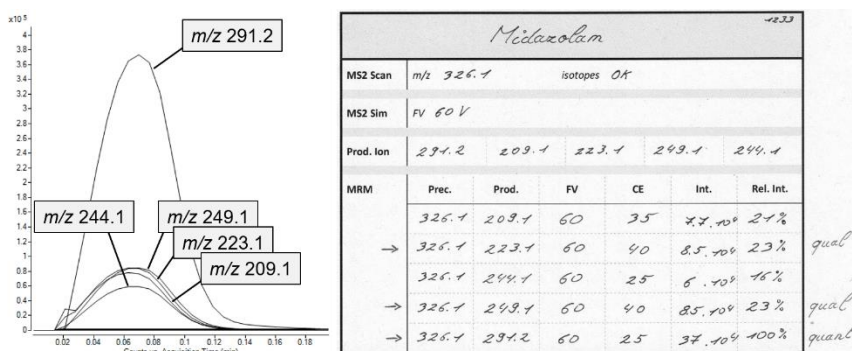 x10⁵
4
3.8
3.6
3.4
3.2
3
2.8
2.6
2.4
2.2
2
1.8
1.6
1.4
1.2
1
0.8
0.6
0.4
0.2
0
m/z 291.2
m/z 244.1
m/z 249.1
m/z 223.1
m/z 209.1
0.02 0.04 0.06 0.08 0.1 0.12 0.14 0.16 0.18
Counts vs. Acquisition Time (min)
1233
Midazolam
MS2 Scan m/z 326.1 isotopes OK
MS2 Sim FV 60 V
Prod. Ion 291.2 209.1 223.1 249.1 244.1
MRM Prec. Prod. FV CE Int. Rel. Int.
326.1 209.1 60 35 7.7.10⁴ 21%
→ 326.1 223.1 60 40 8.5.10⁴ 23% qual
326.1 244.1 60 25 6.10⁴ 16%
→ 326.1 249.1 60 40 8.5.10⁴ 23% qual
→ 326.1 291.2 60 25 37.10⁴ 100% quant